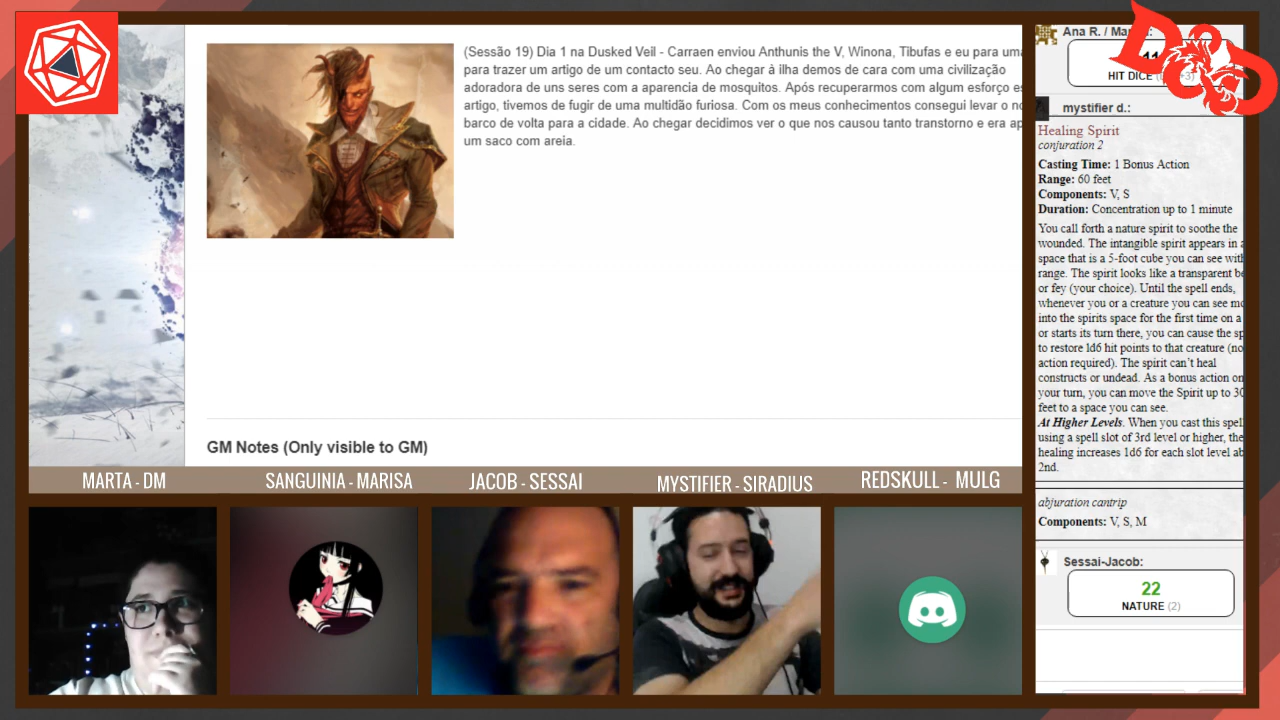 (Sessão 19) Dia 1 na Dusked Veil - Carraen enviou Anthunis the V, Winona, Tibufas e eu para uma
para trazer um artigo de um contacto seu. Ao chegar à ilha demos de cara com uma civilização
adoradora de uns seres com a aparencia de mosquitos. Após recuperarmos com algum esforço
artigo, tivemos de fugir de uma multidão furiosa. Com os meus conhecimentos consegui levar o
barco de volta para a cidade. Ao chegar decidimos ver o que nos causou tanto transtorno e era
um saco com areia.
GM Notes (Only visible to GM)
MARTA - DM
SANGUINIA - MARISA
JACOB - SESSAI
MYSTIFIER - SIRADIUS
REDSKULL - MULG
Ana R. /
11
HIT DICE
mystifier d.:
Healing Spirit
conjuration 2
Casting Time: 1 Bonus Action
Range: 60 feet
Components: V, S
Duration: Concentration up to 1 minute
You call forth a nature spirit to soothe the
wounded. The intangible spirit appears in a
space that is a 5-foot cube you can see
range. The spirit looks like a transparent
or fey (your choice). Until the spell ends,
whenever you or a creature you can see
into the spirits space for the first time on a
or starts its turn there, you can cause the
to restore 1d6 hit points to that creature (no
action required). The spirit can't heal
constructs or undead. As a bonus action on
your turn, you can move the Spirit up to 30
feet to a space you can see.
At Higher Levels. When you cast this
using a spell slot of 3rd level or higher, the
healing increases 1d6 for each slot level
2nd.
abjuration cantrip
Components: V, S, M
Sessai-Jacob:
22
NATURE (2)